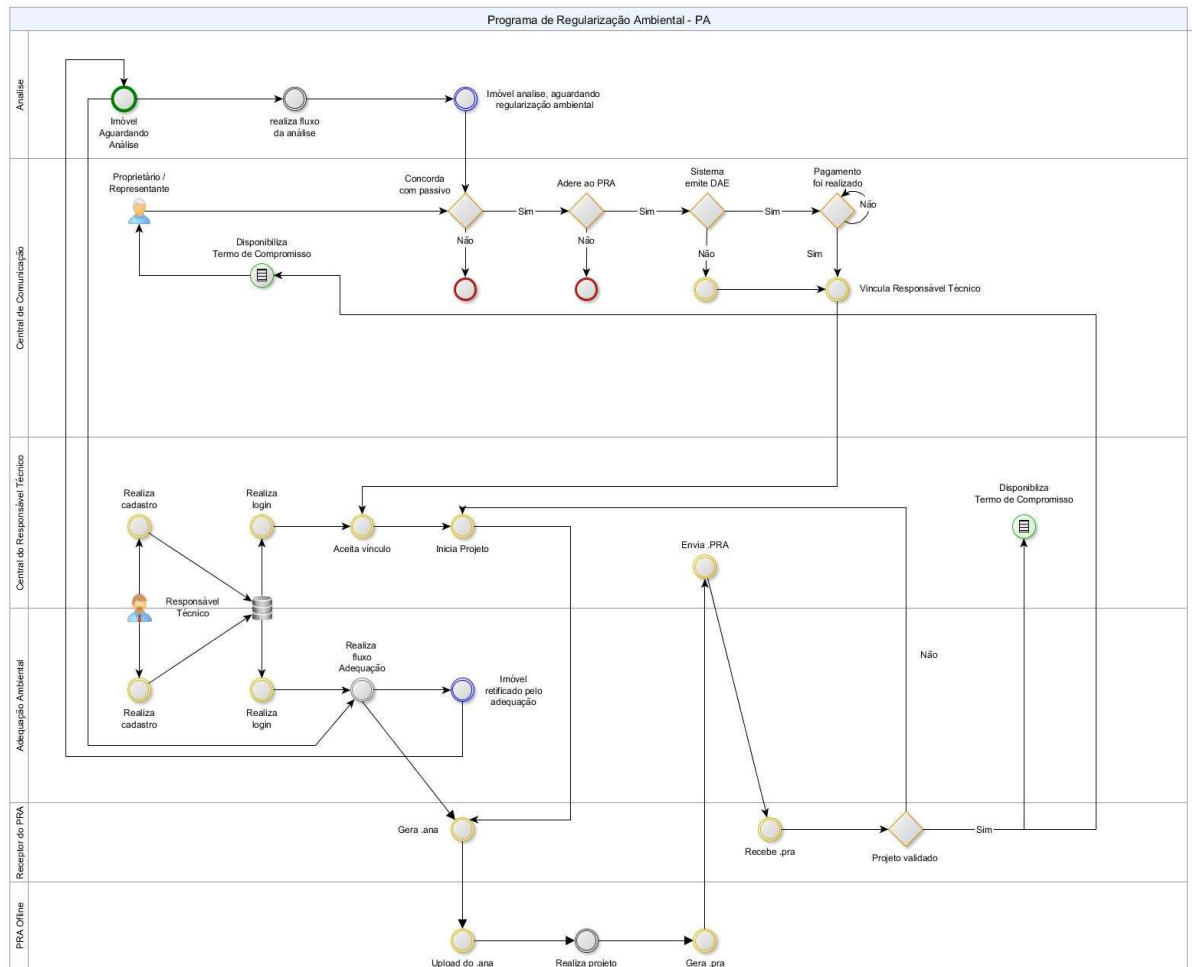 Programa de Regularização Ambiental - PA
Análise
Imóvel
Aguardando
Análise
realiza fluxo
da análise
Imóvel analise, aguardando
regularização ambiental
Central de Comunicação
Proprietário /
Representante
Disponibiliza
Termo de Compromisso
Concorda
com passivo
Sim
Não
Adere ao PRA
Sim
Não
Sistema
emite DAE
Sim
Não
Pagamento
foi realizado
Não
Sim
Vincula Responsável Técnico
Central do Responsável Técnico
Realiza
cadastro
Realiza
login
Aceita vínculo
Inicia Projeto
Envia .PRA
Disponibliza
Termo de Compromisso
Responsável
Técnico
Adequação Ambiental
Realiza
cadastro
Realiza
login
Realiza
fluxo
Adequação
Imóvel
retificado pelo
adequação
Não
Receptor do PRA
Gera .ana
Recebe .pra
Projeto validado
Sim
PRA Ofline
Upload do .ana
Realiza projeto
Gera .pra